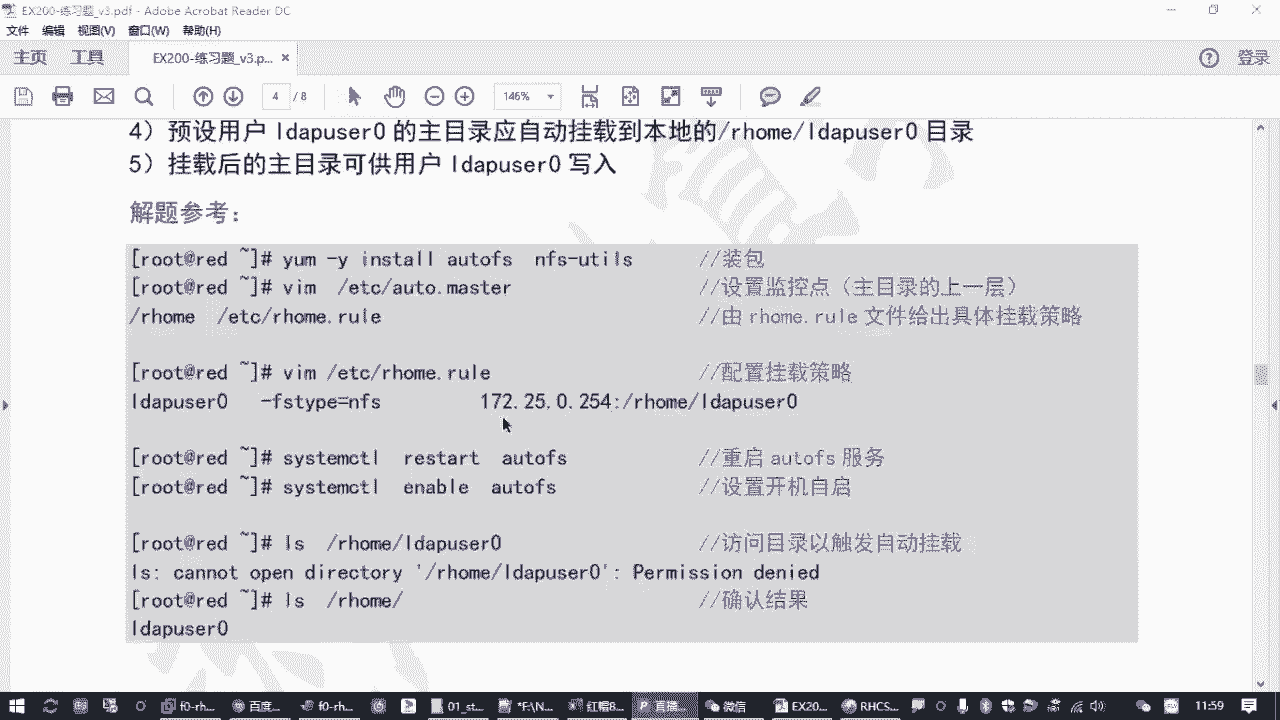 EX200-练习题_v3.pdf - Adobe Acrobat Reader DC
文件 编辑 视图(V) 窗口(W) 帮助(H)
主页 工具 EX200-练习题_v3.p... × 登录
4 / 8 146%
4）预设用户 ldapuser0 的主目录应自动挂载到本地的/rhome/ldapuser0 目录
5）挂载后的主目录可供用户 ldapuser0 写入
解题参考：
[root@red ~]# yum -y install autofs nfs-utils //装包
[root@red ~]# vim /etc/auto.master //设置监控点（主目录的上一层）
/rhome /etc/rhome.rule //由 rhome.rule 文件给出具体挂载策略
[root@red ~]# vim /etc/rhome.rule //配置挂载策略
ldapuser0 -fstype=nfs 172.25.0.254:/rhome/ldapuser0
[root@red ~]# systemctl restart autofs //重启 autofs 服务
[root@red ~]# systemctl enable autofs //设置开机自启
[root@red ~]# ls /rhome/ldapuser0 //访问目录以触发自动挂载
ls: cannot open directory '/rhome/ldapuser0': Permission denied
[root@red ~]# ls /rhome/ //确认结果
ldapuser0
f0-rh... 百度... f0-rh... 01_st... *F:\N... 红帽8... 直播... 微信 EX20... RHCS... 11:59